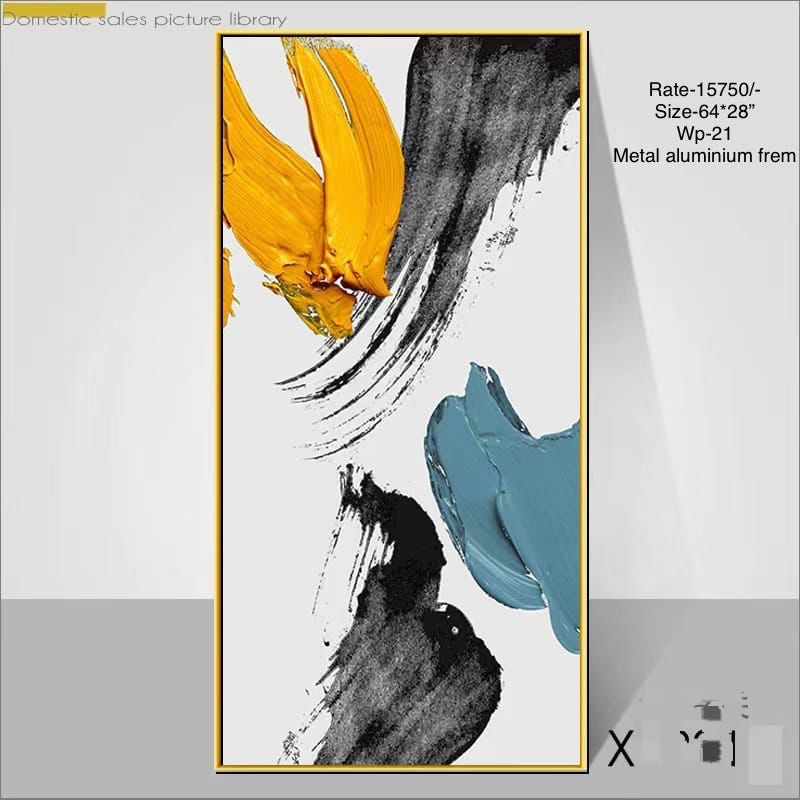 Domestic sales picture library
Rate-15750/-
Size-64*28”
Wp-21
Metal aluminium frem
X